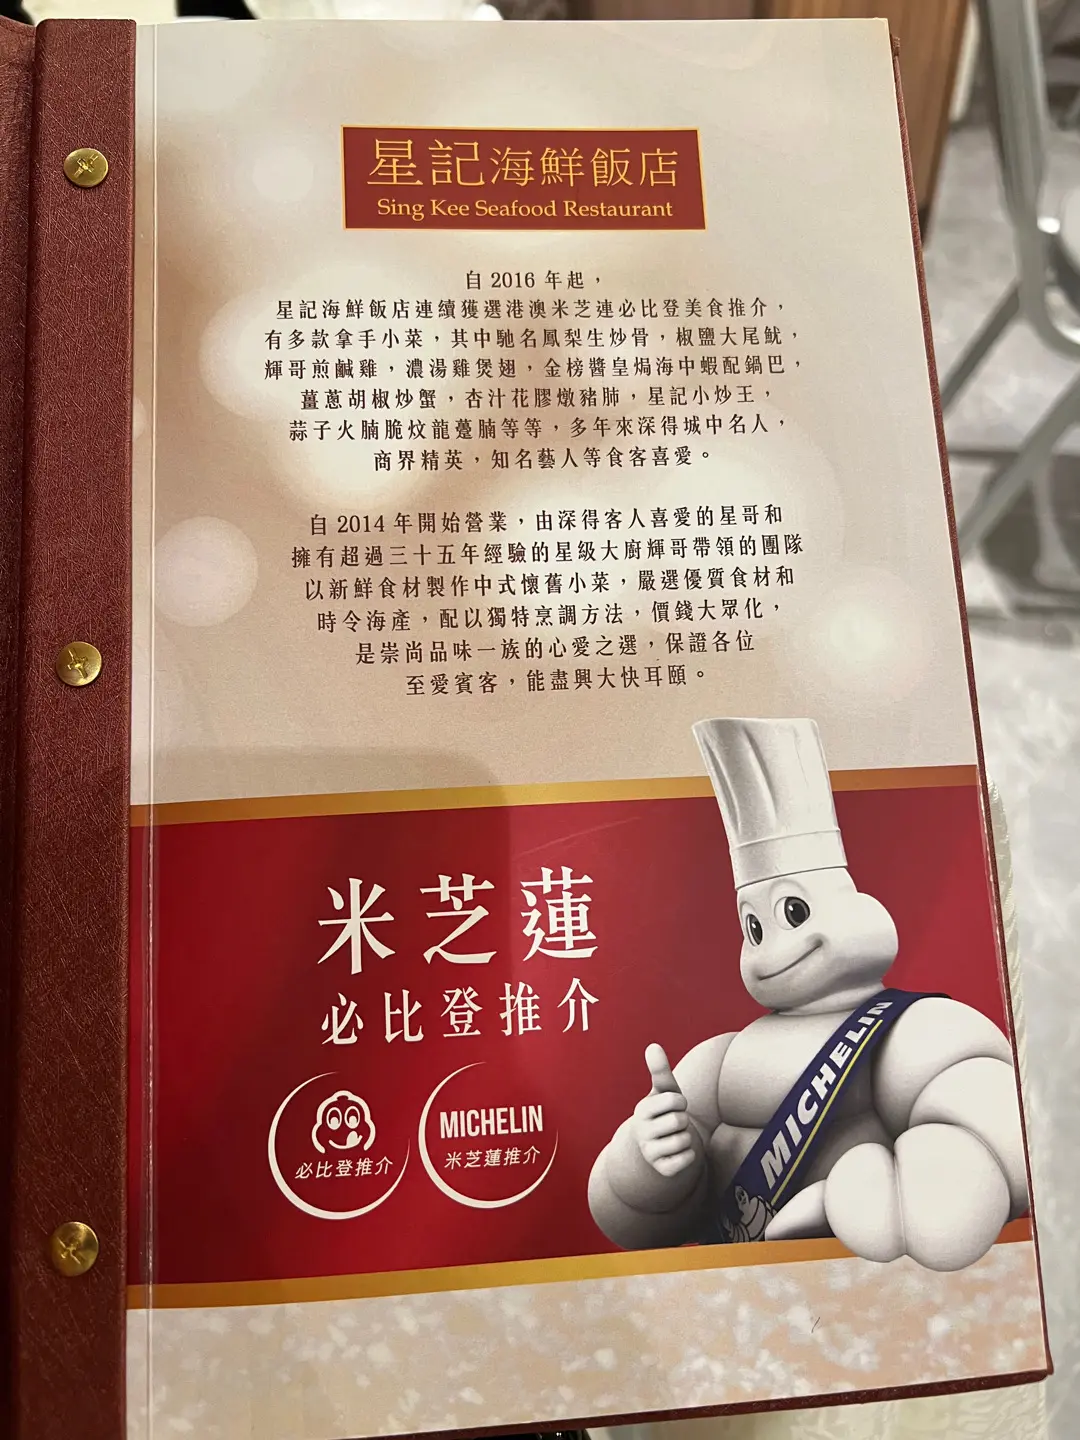 星記海鮮飯店
Sing Kee Seafood Restaurant
自 2016 年起，
星記海鮮飯店連續獲選港澳米芝連必比登美食推介，
有多款拿手小菜，其中馳名鳳梨生炒骨，椒鹽大尾魷，
輝哥煎鹹雞，濃湯雞煲翅，金榜醬皇焗海中蝦配鍋巴，
薑蔥胡椒炒蟹，杏汁花膠燉豬肺，星記小炒王，
蒜子火腩脆炆龍躉腩等等，多年來深得城中名人，
商界精英，知名藝人等食客喜愛。
自 2014 年開始營業，由深得客人喜愛的星哥和
擁有超過三十五年經驗的星級大廚輝哥帶領的團隊
以新鮮食材製作中式懷舊小菜，嚴選優質食材和
時令海產，配以獨特烹調方法，價錢大眾化，
是崇尚品味一族的心愛之選，保證各位
至愛賓客，能盡興大快耳頤。
米芝蓮
必比登推介
必比登推介
MICHELIN
米芝蓮推介
MICHELIN